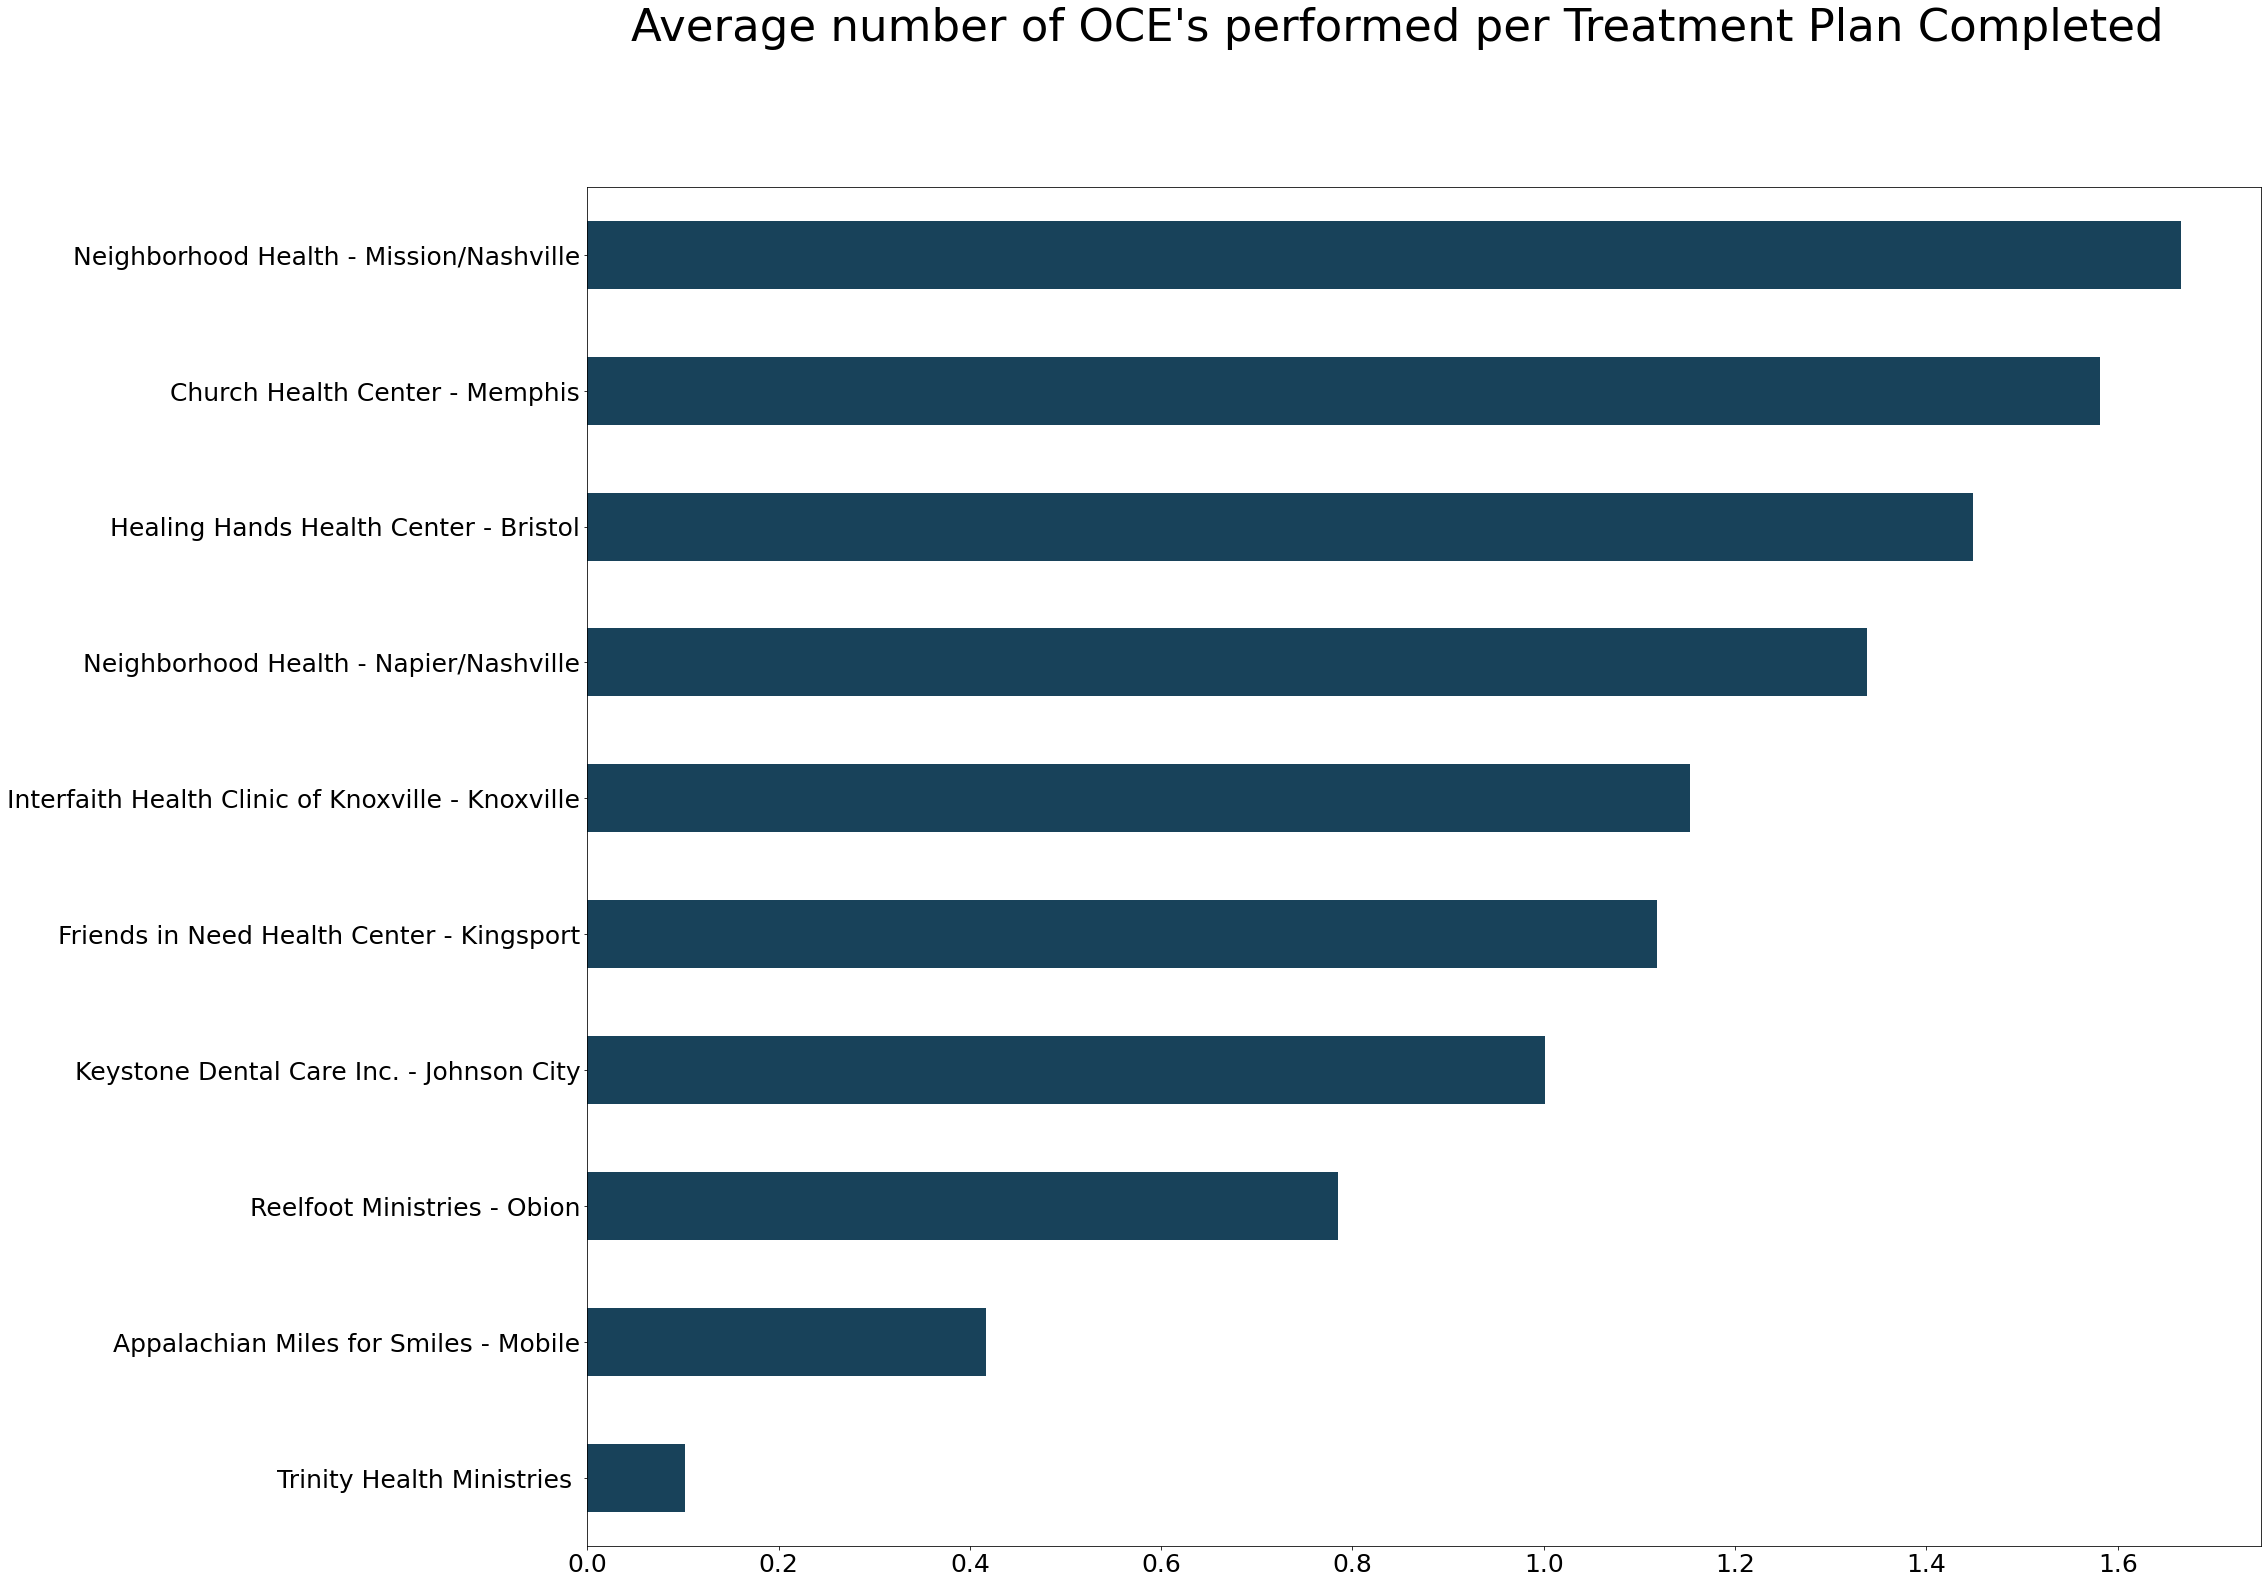 Average number of OCE's performed per Treatment Plan Completed
Neighborhood Health - Mission/Nashville
Church Health Center - Memphis
Healing Hands Health Center - Bristol
Neighborhood Health - Napier/Nashville
Interfaith Health Clinic of Knoxville - Knoxville
Friends in Need Health Center - Kingsport
Keystone Dental Care Inc. - Johnson City
Reelfoot Ministries - Obion
Appalachian Miles for Smiles - Mobile
Trinity Health Ministries
0.0 0.2 0.4 0.6 0.8 1.0 1.2 1.4 1.6